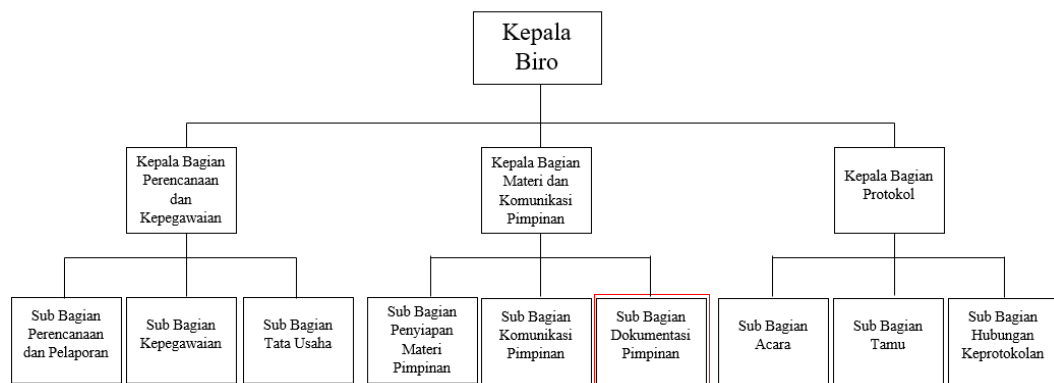 Kepala
Biro
Kepala Bagian
Perencanaan
dan
Kepegawaian
Kepala Bagian
Materi dan
Komunikasi
Pimpinan
Kepala Bagian
Protokol
Sub Bagian
Perencanaan
dan Pelaporan
Sub Bagian
Kepegawaian
Sub Bagian
Tata Usaha
Sub Bagian
Penyiapan
Materi
Pimpinan
Sub Bagian
Komunikasi
Pimpinan
Sub Bagian
Dokumentasi
Pimpinan
Sub Bagian
Acara
Sub Bagian
Tamu
Sub Bagian
Hubungan
Keprotokolan